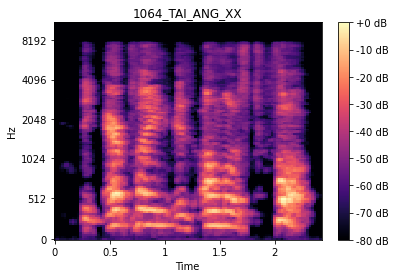 1064_TAI_ANG_XX
8192
4096
2048
1024
512
0
Hz
0 0.5 1 1.5 2
Time
+0 dB
-10 dB
-20 dB
-30 dB
-40 dB
-50 dB
-60 dB
-70 dB
-80 dB